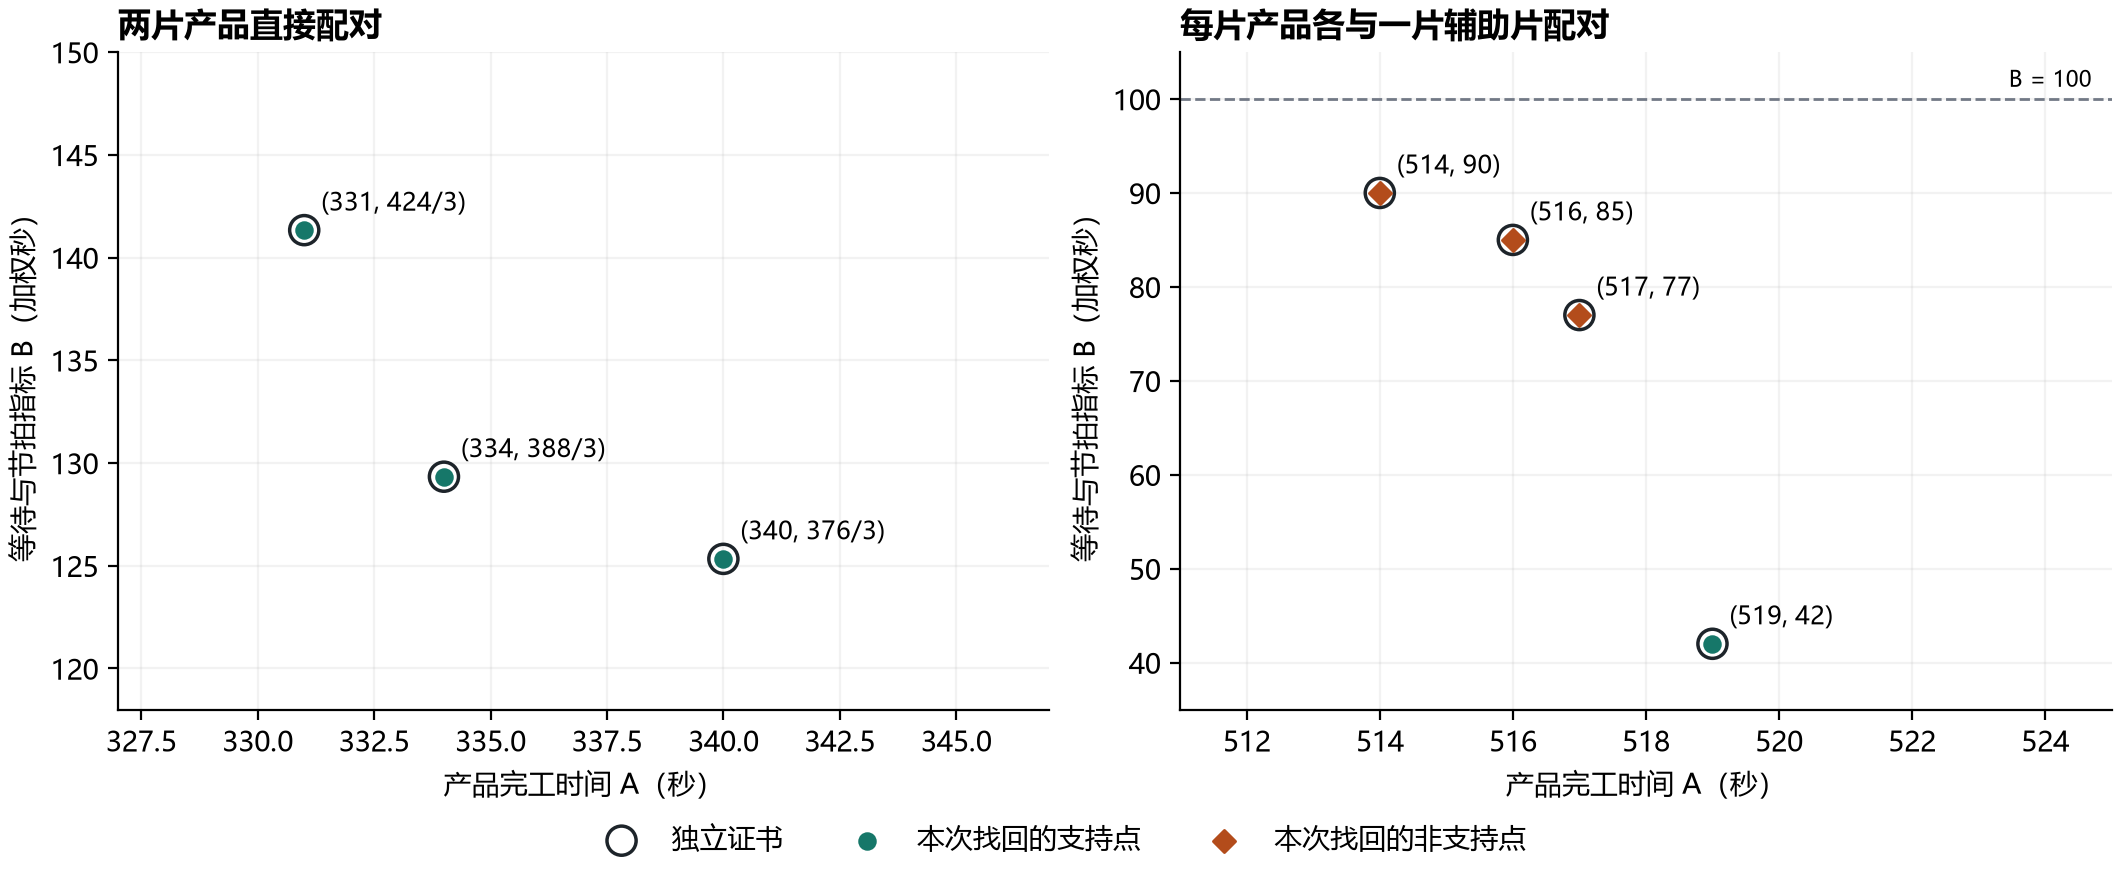 两片产品直接配对
150
145
140
135
130
125
120
等待与节拍指标 B（加权秒）
(331, 424/3)
(334, 388/3)
(340, 376/3)
327.5 330.0 332.5 335.0 337.5 340.0 342.5 345.0
产品完工时间 A（秒）
每片产品各与一片辅助片配对
100
90
80
70
60
50
40
等待与节拍指标 B（加权秒）
B = 100
(514, 90)
(516, 85)
(517, 77)
(519, 42)
512 514 516 518 520 522 524
产品完工时间 A（秒）
独立证书 本次找回的支持点 本次找回的非支持点